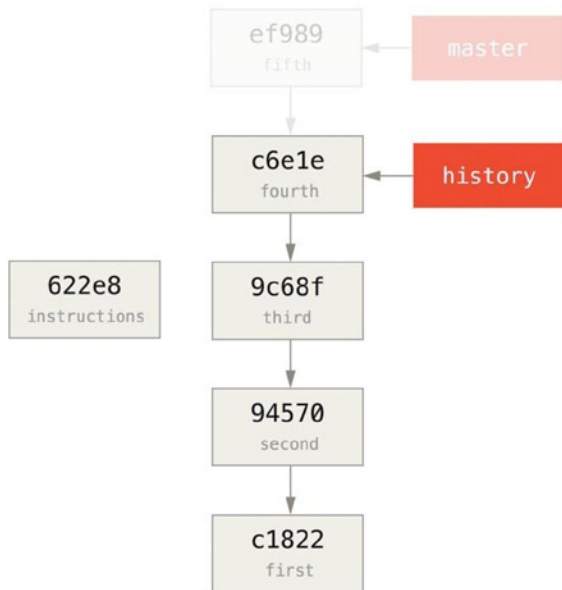 ef989
fifth
master
c6e1e
fourth
history
622e8
instructions
9c68f
third
94570
second
c1822
first